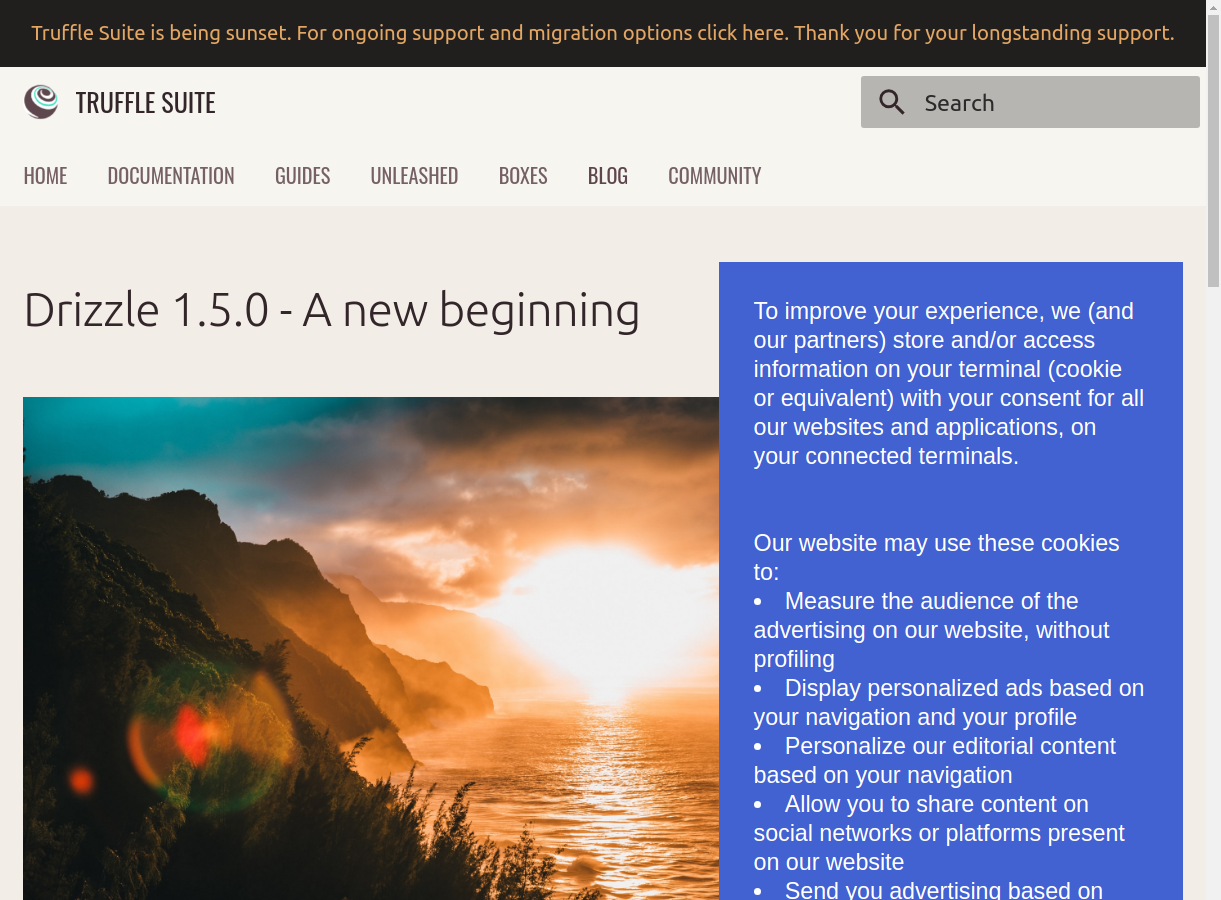 Truffle Suite is being sunset. For ongoing support and migration options click here. Thank you for your longstanding support.
TRUFFLE SUITE
Search
HOME DOCUMENTATION GUIDES UNLEASHED BOXES BLOG COMMUNITY
Drizzle 1.5.0 - A new beginning
To improve your experience, we (and
our partners) store and/or access
information on your terminal (cookie
or equivalent) with your consent for all
our websites and applications, on
your connected terminals.
Our website may use these cookies
to:
• Measure the audience of the
advertising on our website, without
profiling
• Display personalized ads based on
your navigation and your profile
• Personalize our editorial content
based on your navigation
• Allow you to share content on
social networks or platforms present
on our website
• Send you advertising based on